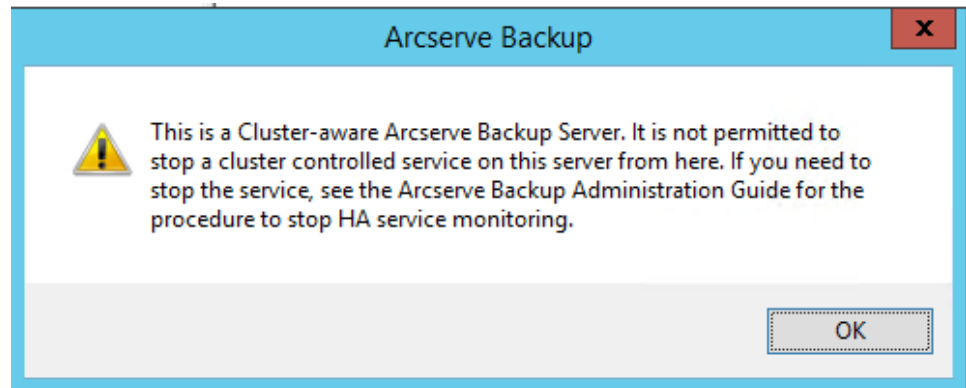 Arcserve Backup
x
This is a Cluster-aware Arcserve Backup Server. It is not permitted to
stop a cluster controlled service on this server from here. If you need to
stop the service, see the Arcserve Backup Administration Guide for the
procedure to stop HA service monitoring.
OK